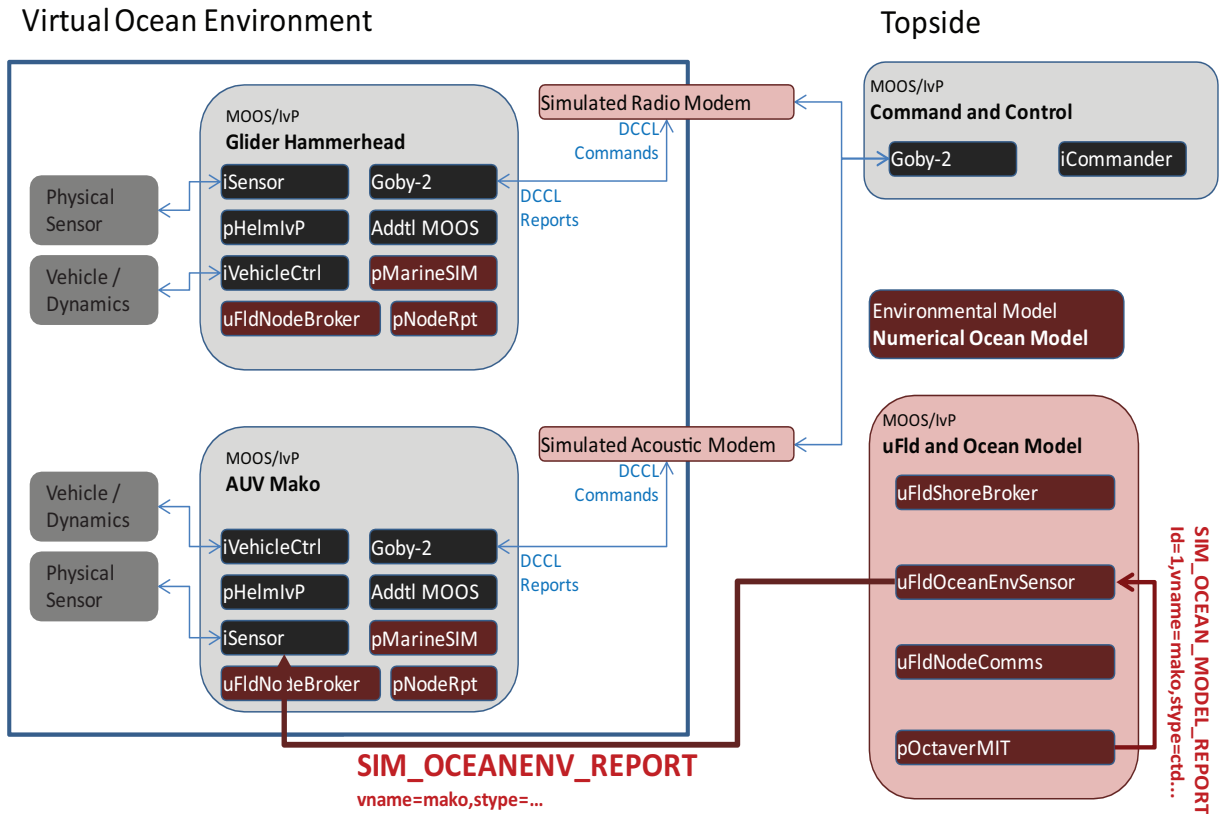 Virtual Ocean Environment
Topside
MOOS/IvP
Glider Hammerhead
iSensor
Goby-2
pHelmIvP
Addtl MOOS
iVehicleCtrl
pMarineSIM
uFldNodeBroker
pNodeRpt
Physical
Sensor
Vehicle /
Dynamics
Simulated Radio Modem
DCCL
Commands
DCCL
Reports
MOOS/IvP
Command and Control
Goby-2
iCommander
Environmental Model
Numerical Ocean Model
MOOS/IvP
AUV Mako
iVehicleCtrl
Goby-2
pHelmIvP
Addtl MOOS
iSensor
pMarineSIM
uFldNodeBroker
pNodeRpt
Vehicle /
Dynamics
Physical
Sensor
Simulated Acoustic Modem
DCCL
Commands
DCCL
Reports
MOOS/IvP
uFld and Ocean Model
uFldShoreBroker
uFldOceanEnvSensor
uFldNodeComms
pOctaverMIT
SIM_OCEAN_MODEL_REPORT
Id=1,vname=mako,stype=ctd...
SIM_OCEANENV_REPORT
vname=mako,stype=...